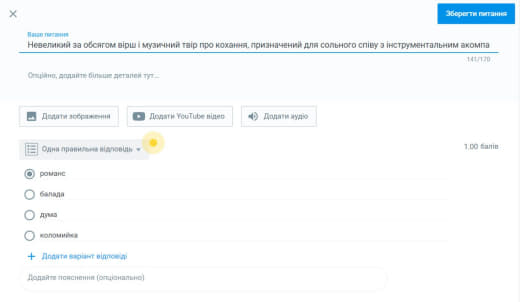 Зберегти питання
Ваше питання
Невеликий за обсягом вірш і музичний твір про кохання, призначений для сольного співу з інструментальним акомпа
141/170
Опційно, додайте більше деталей тут...
Додати зображення
Додати YouTube відео
Додати аудіо
Одна правильна відповідь
1.00 балів
романс
балада
дума
коломийка
+ Додати варіант відповіді
Додайте пояснення (опціонально)